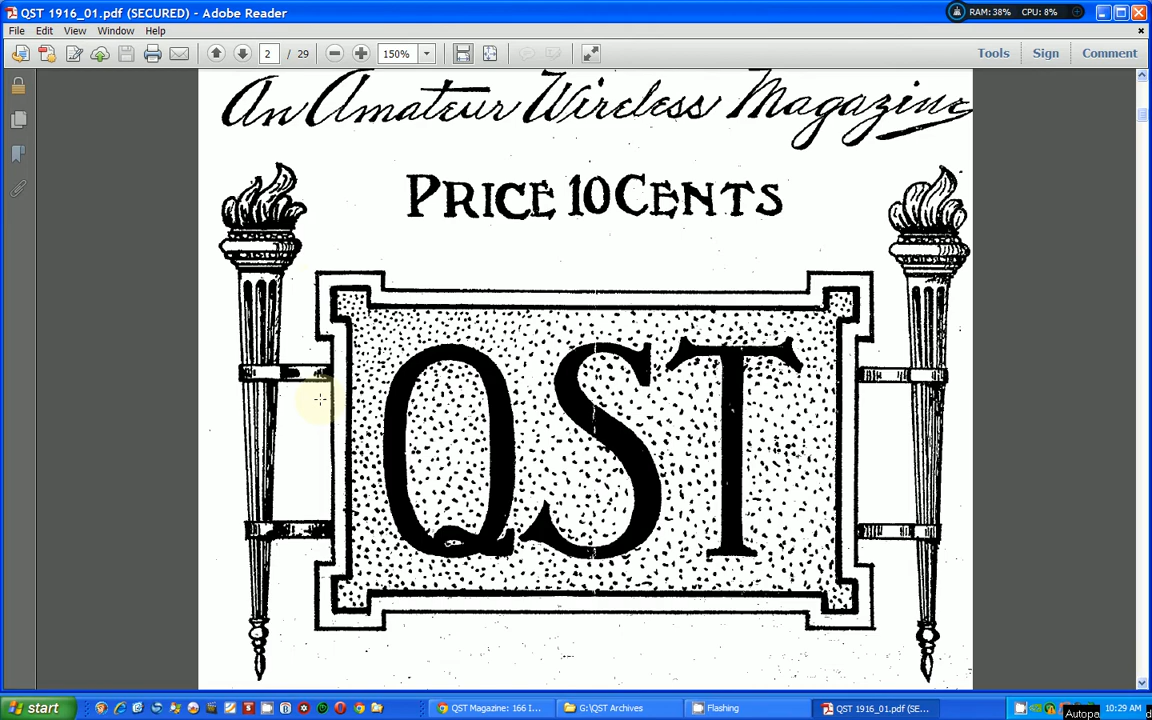 QST 1916_01.pdf (SECURED) - Adobe Reader
RAM: 38% CPU: 8%
File Edit View Window Help
2 / 29 150% Tools Sign Comment
An Amateur Wireless Magazine
PRICE 10 CENTS
QST
start QST Magazine: 166 I... G:\QST Archives Flashing QST 1916_01.pdf (SE... 10:29 AM
Autopa